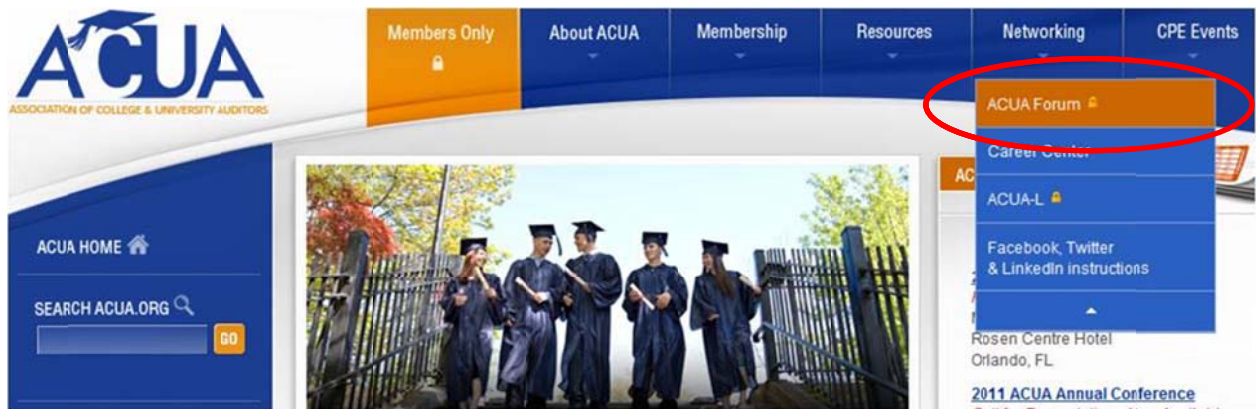 ACUA
ASSOCIATION OF COLLEGE & UNIVERSITY AUDITORS
Members Only
About ACUA
Membership
Resources
Networking
CPE Events
ACUA Forum
Career Center
ACUA-L
Facebook, Twitter
& LinkedIn instructions
AC
ACUA HOME
SEARCH ACUA.ORG
GO
Rosen Centre Hotel
Orlando, FL
2011 ACUA Annual Conference